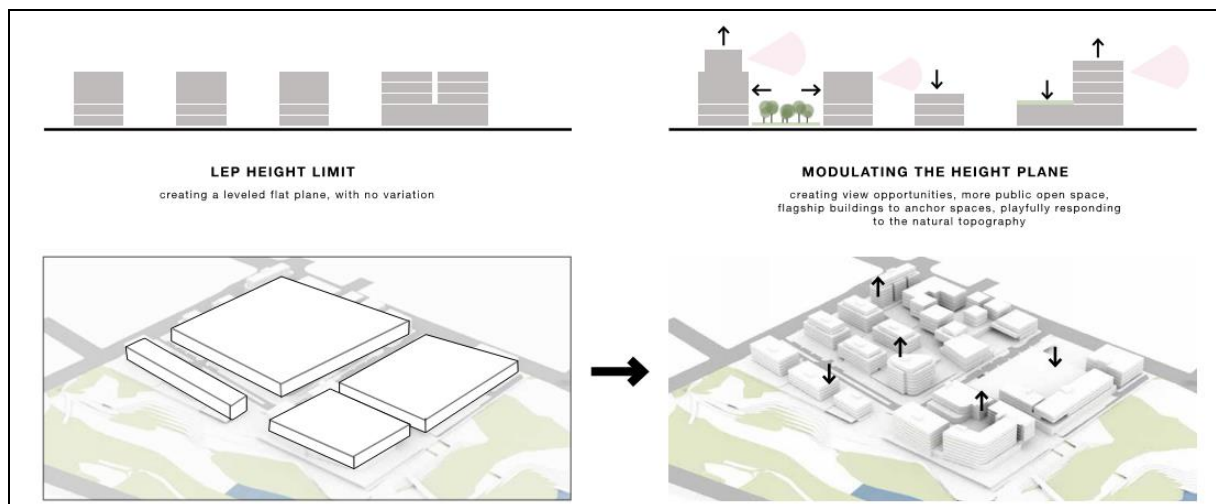 LEP HEIGHT LIMIT
creating a leveled flat plane, with no variation
MODULATING THE HEIGHT PLANE
creating view opportunities, more public open space,
flagship buildings to anchor spaces, playfully responding
to the natural topography